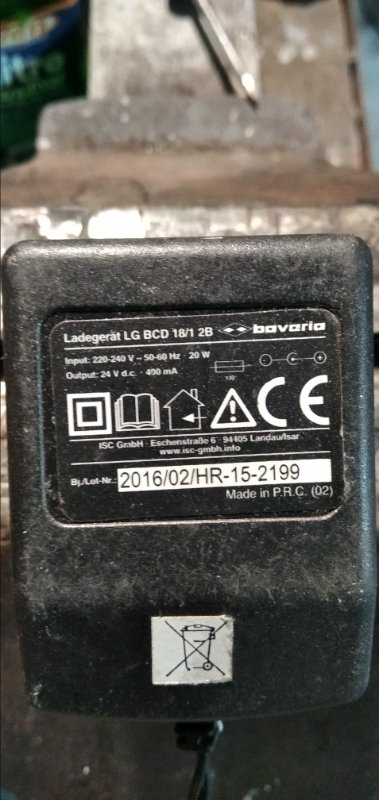 Ladegerät LG BCD 18/1 2B bavaria
Input: 220-240 V ~ 50-60 Hz · 20 W
Output: 24 V d.c. · 400 mA
130°
CE
ISC GmbH · Eschenstraße 6 · 94405 Landau/Isar
www.isc-gmbh.info
Bj./Lot-Nr.: 2016/02/HR-15-2199
Made in P.R.C. (02)